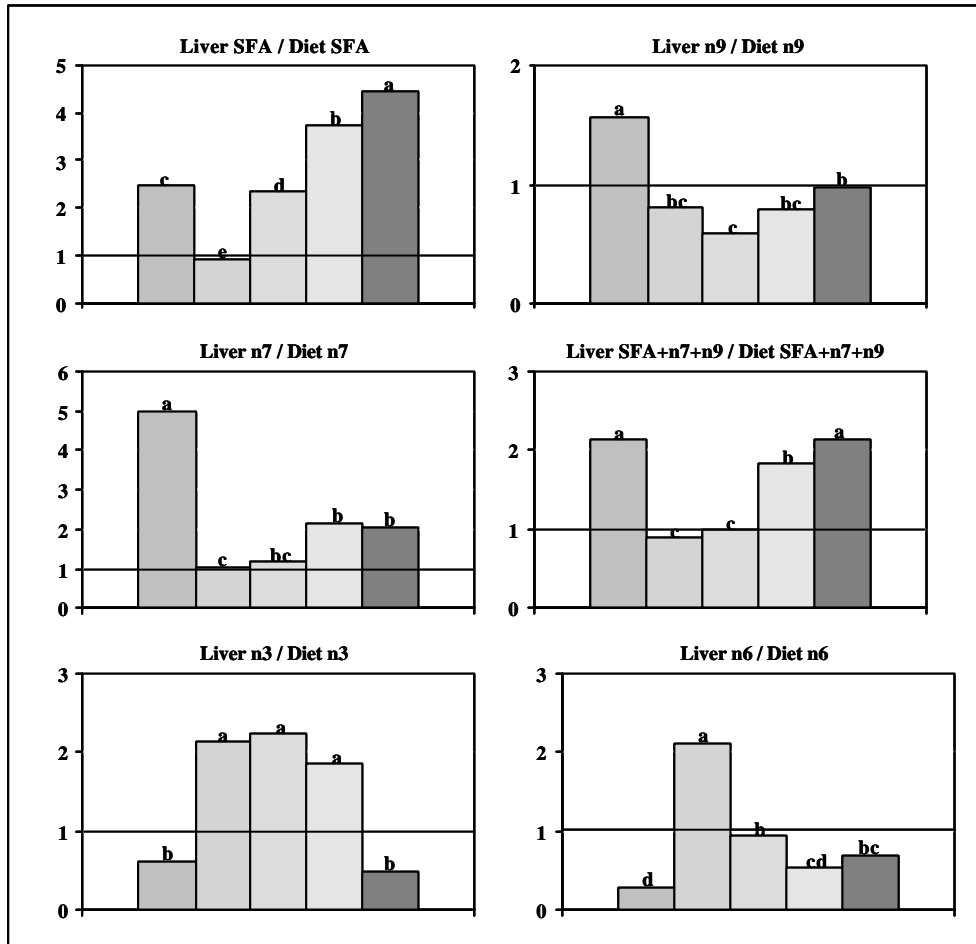 Liver SFA / Diet SFA
5
4
3
2
1
0
c
e
d
b
a
Liver n9 / Diet n9
2
1
0
a
bc
c
bc
b
Liver n7 / Diet n7
6
5
4
3
2
1
0
a
c
bc
b
b
Liver SFA+n7+n9 / Diet SFA+n7+n9
3
2
1
0
a
c
c
b
a
Liver n3 / Diet n3
3
2
1
0
b
a
a
a
b
Liver n6 / Diet n6
3
2
1
0
d
a
b
cd
bc